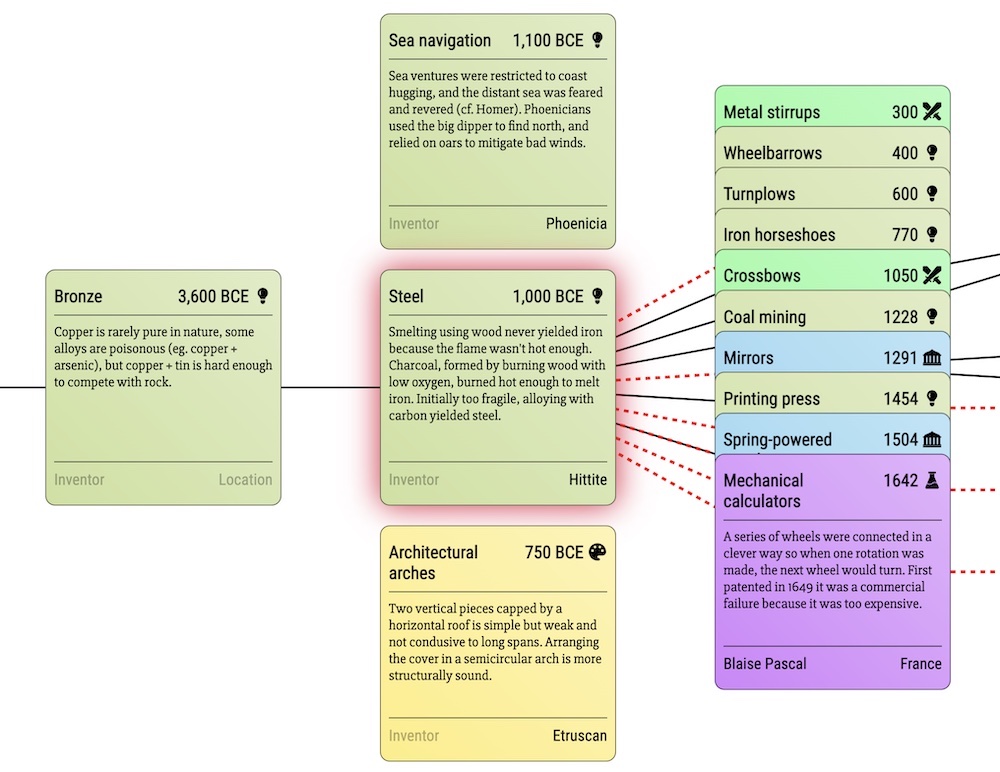 Sea navigation 1,100 BCE
Sea ventures were restricted to coast
hugging, and the distant sea was feared
and revered (cf. Homer). Phoenicians
used the big dipper to find north, and
relied on oars to mitigate bad winds.
Inventor Phoenicia
Bronze 3,600 BCE
Copper is rarely pure in nature, some
alloys are poisonous (eg. copper +
arsenic), but copper + tin is hard enough
to compete with rock.
Inventor Location
Steel 1,000 BCE
Smelting using wood never yielded iron
because the flame wasn't hot enough.
Charcoal, formed by burning wood with
low oxygen, burned hot enough to melt
iron. Initially too fragile, alloying with
carbon yielded steel.
Inventor Hittite
Architectural 750 BCE
arches
Two vertical pieces capped by a
horizontal roof is simple but weak and
not condusive to long spans. Arranging
the cover in a semicircular arch is more
structurally sound.
Inventor Etruscan
Metal stirrups 300
Wheelbarrows 400
Turnplows 600
Iron horseshoes 770
Crossbows 1050
Coal mining 1228
Mirrors 1291
Printing press 1454
Spring-powered 1504
Mechanical 1642
calculators
A series of wheels were connected in a
clever way so when one rotation was
made, the next wheel would turn. First
patented in 1649 it was a commercial
failure because it was too expensive.
Blaise Pascal France